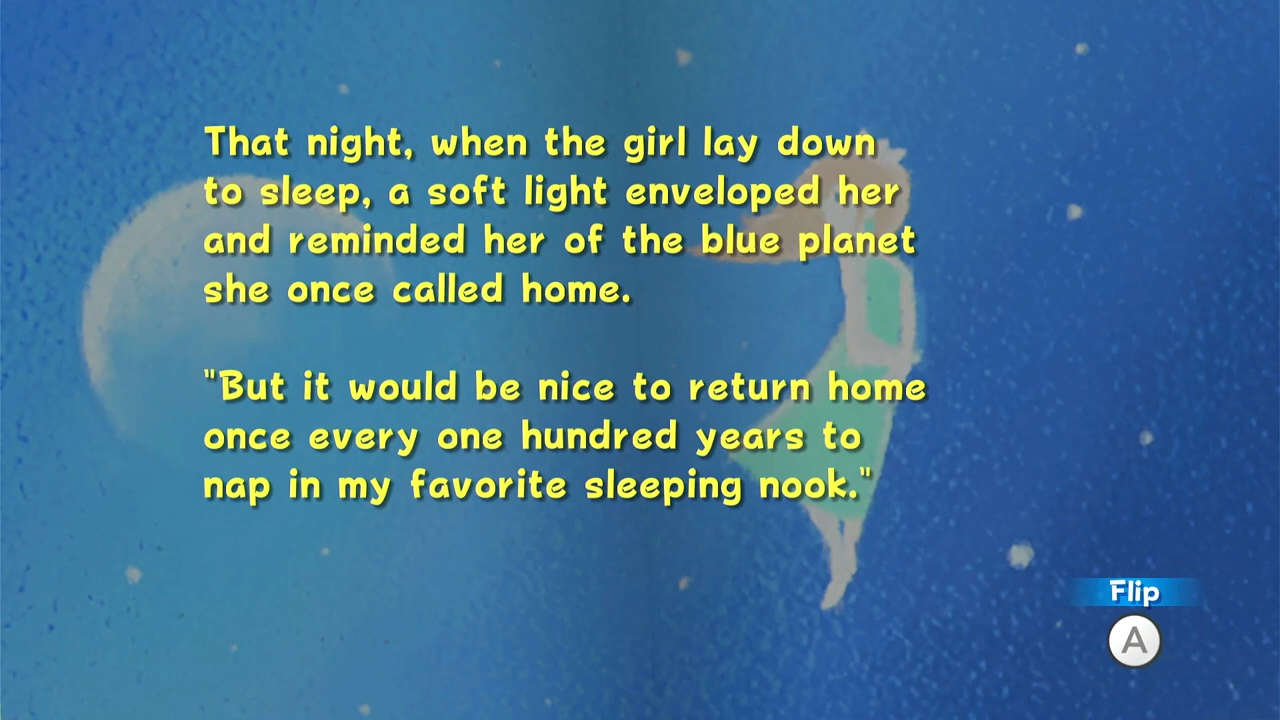 That night, when the girl lay down
to sleep, a soft light enveloped her
and reminded her of the blue planet
she once called home.
"But it would be nice to return home
once every one hundred years to
nap in my favorite sleeping nook."
Flip
A